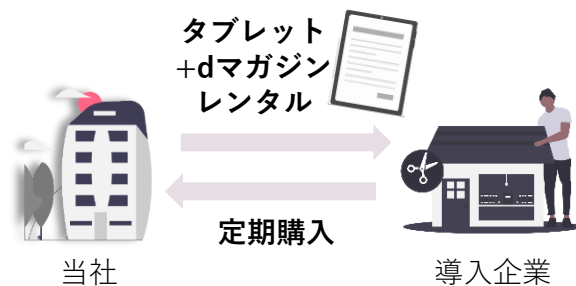 タブレット
+dマガジン
レンタル
定期購入
当社
導入企業